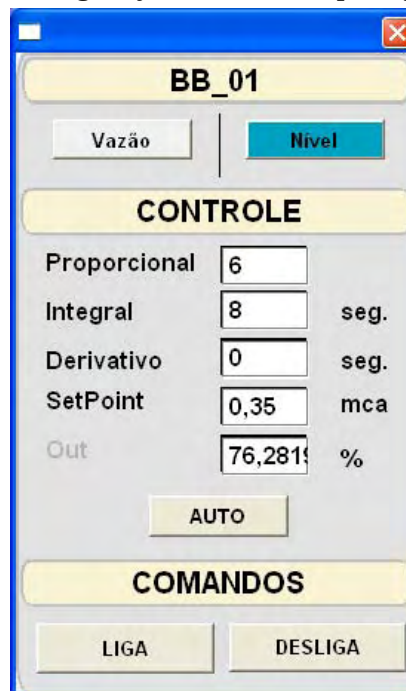 BB_01
Vazão Nível
CONTROLE
Proporcional 6
Integral 8 seg.
Derivativo 0 seg.
SetPoint 0,35 mca
Out 76,281 %
AUTO
COMANDOS
LIGA DESLIGA